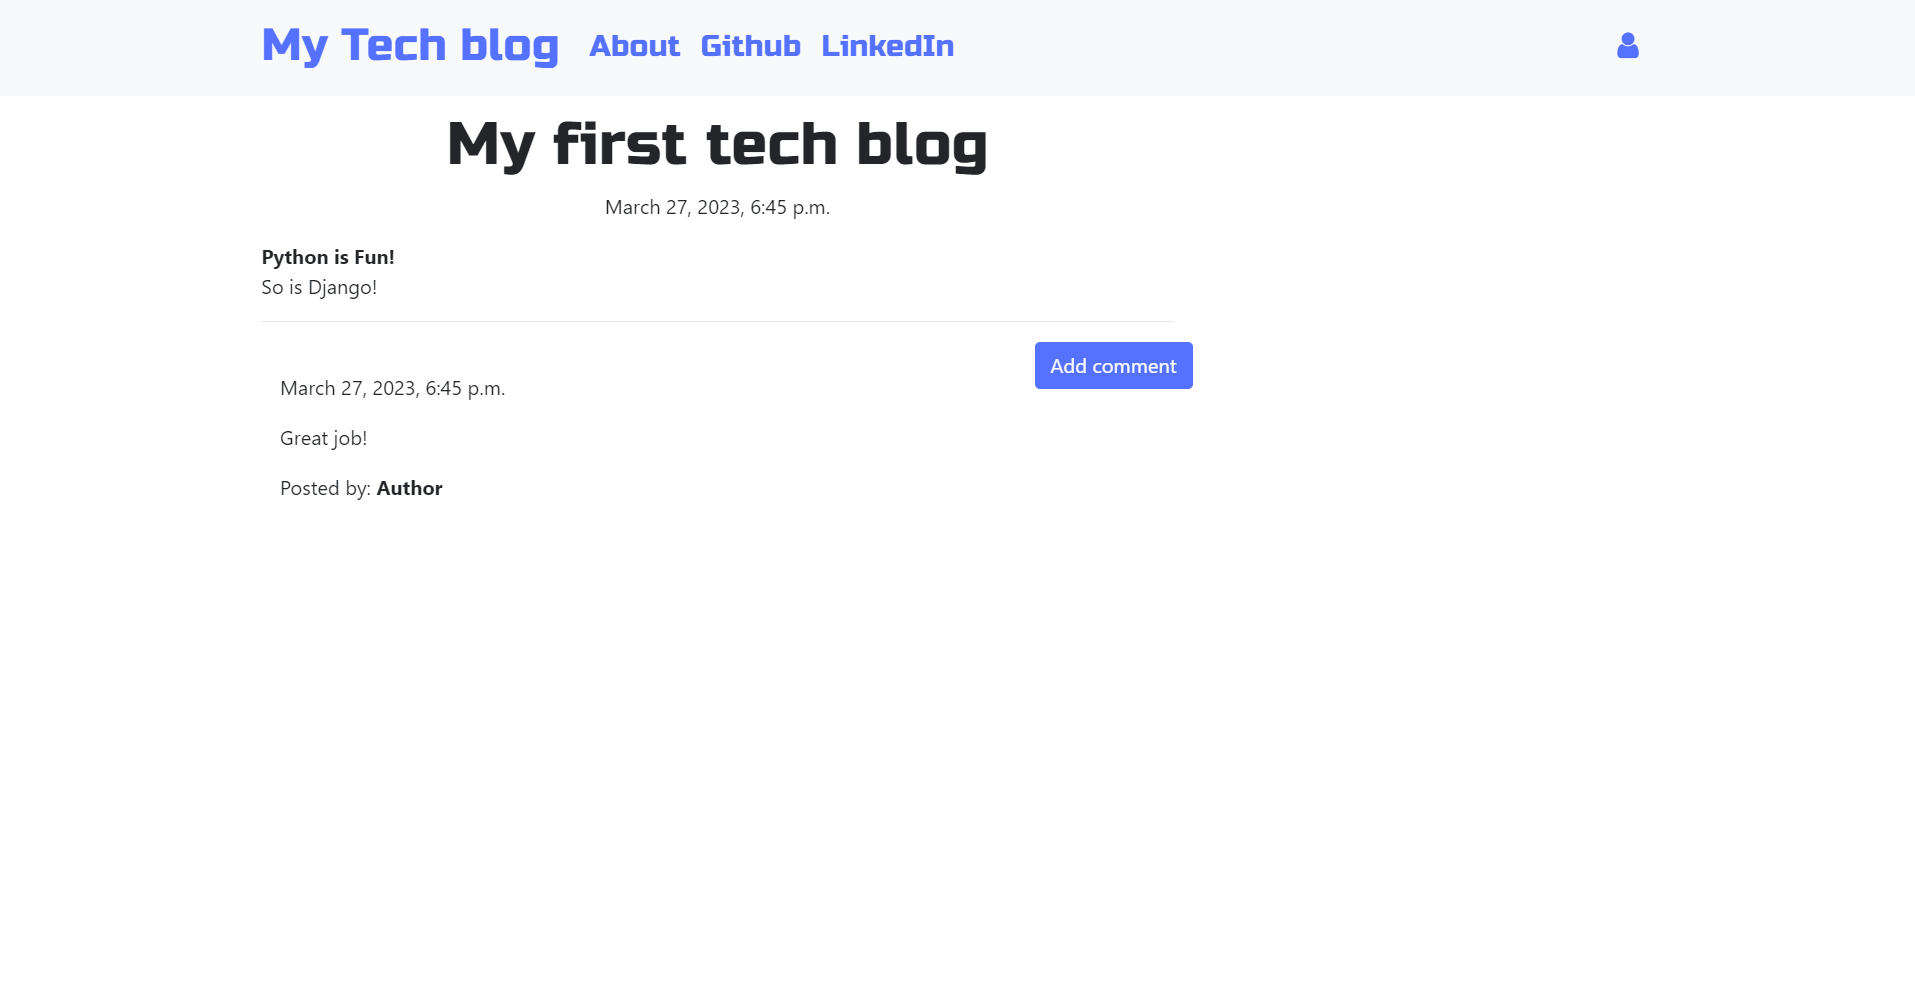 My Tech blog About Github LinkedIn
My first tech blog
March 27, 2023, 6:45 p.m.
Python is Fun!
So is Django!
Add comment
March 27, 2023, 6:45 p.m.
Great job!
Posted by: Author